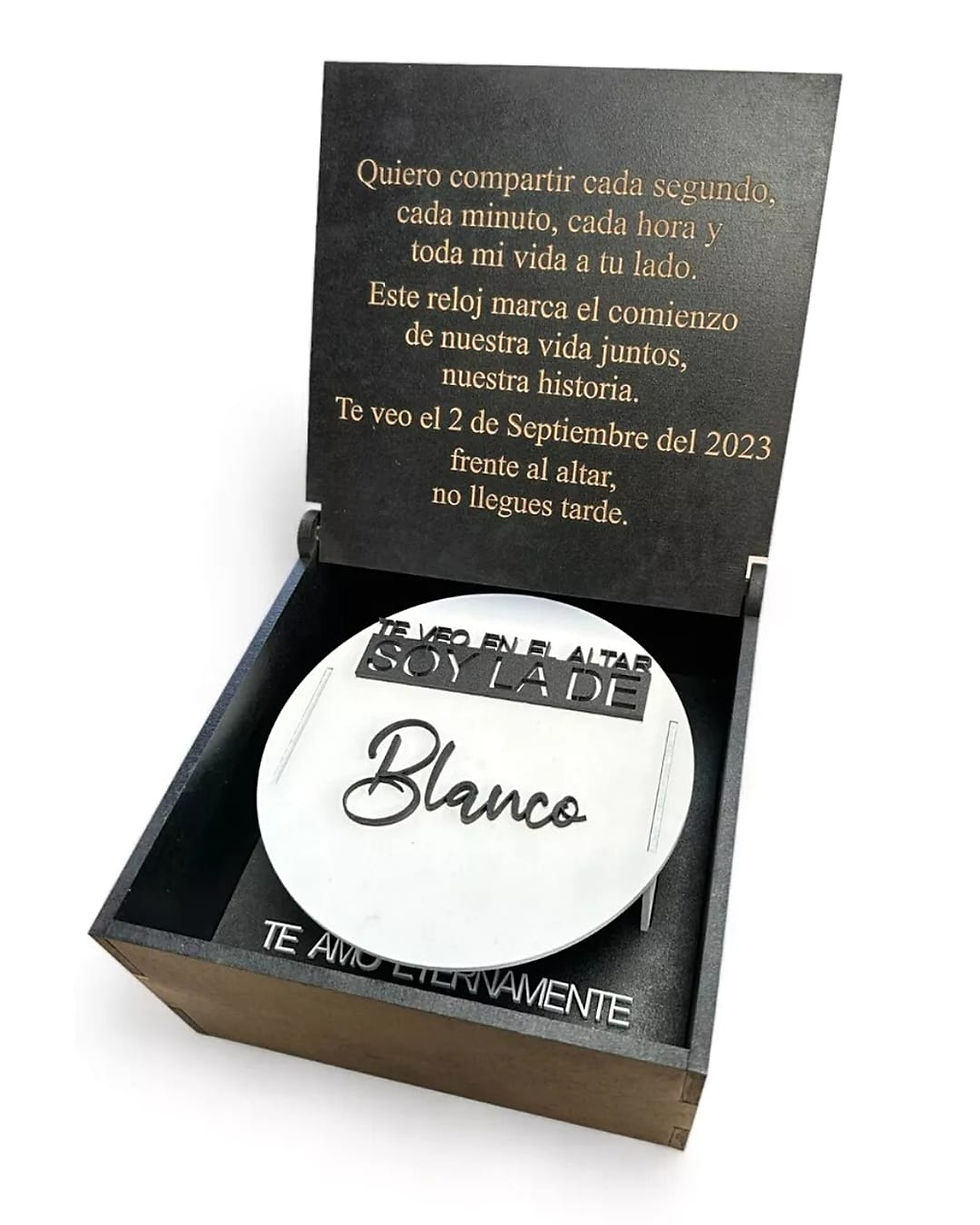 Quiero compartir cada segundo,
cada minuto, cada hora y
toda mi vida a tu lado.
Este reloj marca el comienzo
de nuestra vida juntos,
nuestra historia.
Te veo el 2 de Septiembre del 2023
frente al altar,
no llegues tarde.
TE VEO EN EL ALTAR
SOY LA DE
Blanco
TE AMO ETERNAMENTE